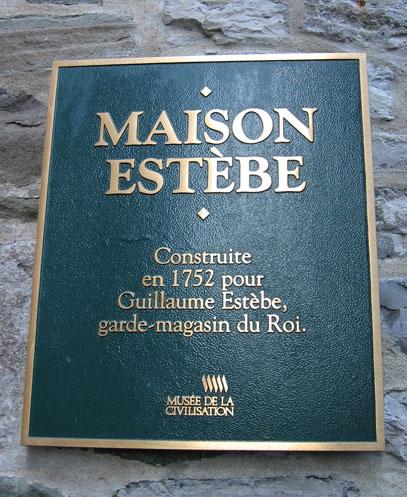 MAISON
ESTÈBE
Construite
en 1752 pour
Guillaume Estèbe,
garde-magasin du Roi.
MUSÉE DE LA
CIVILISATION